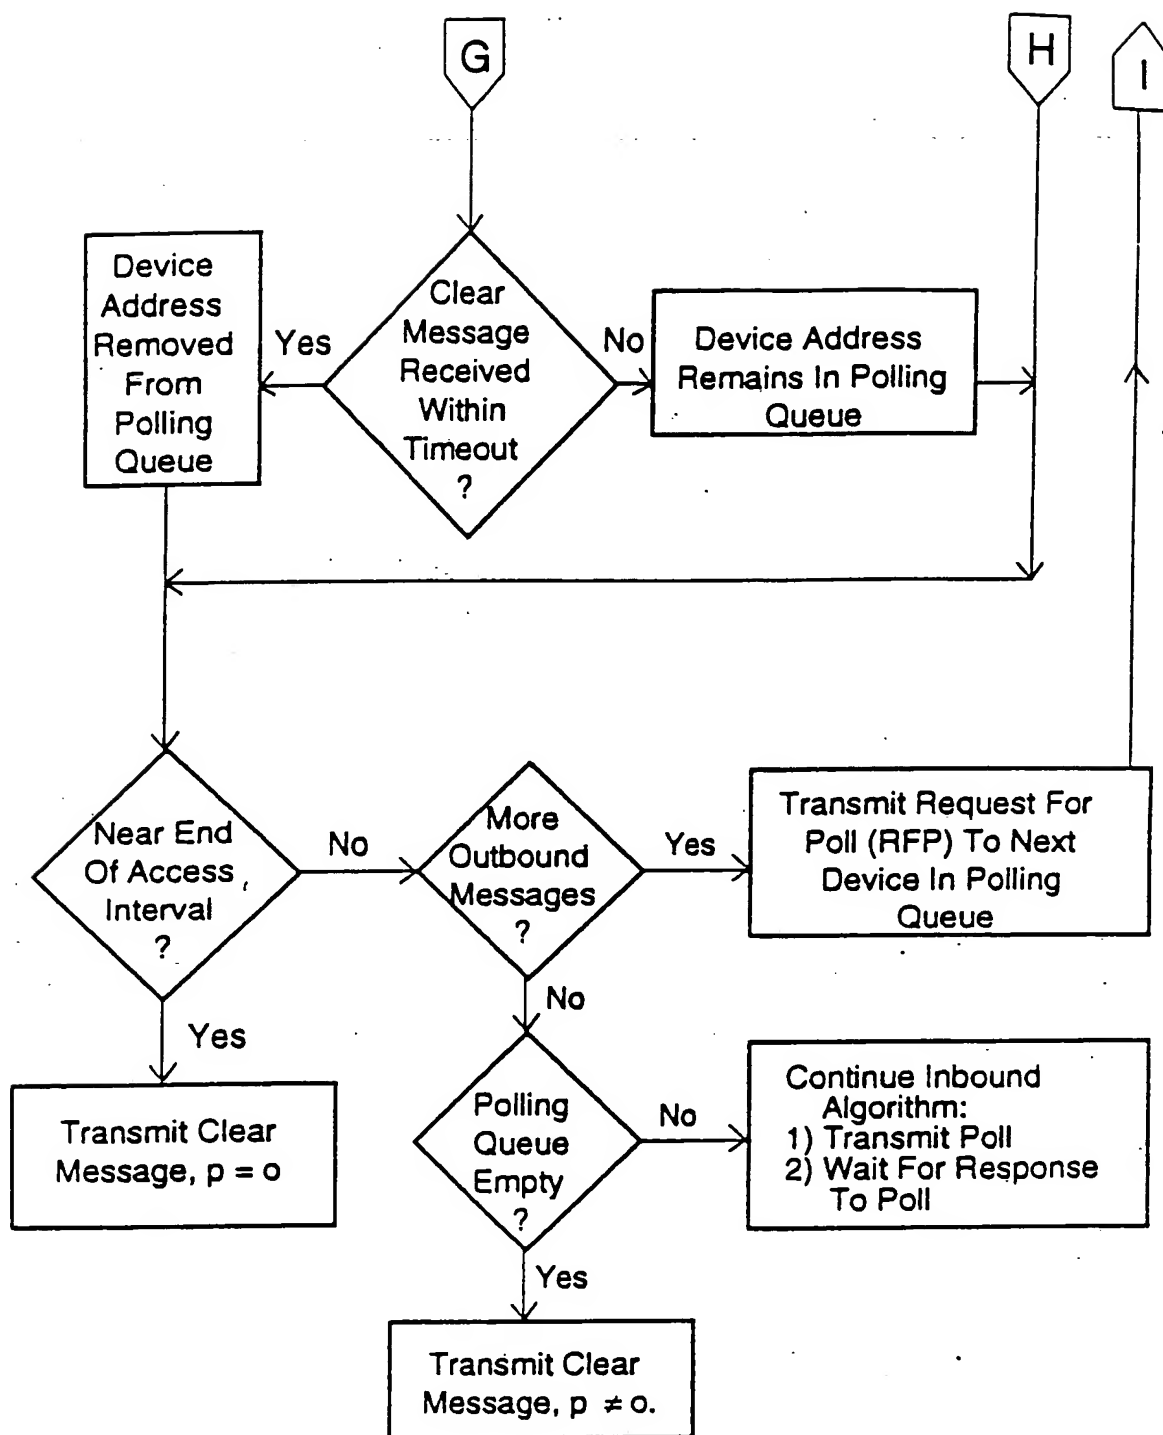 G
H
I
Device
Address
Removed
From
Polling
Queue
Yes
Clear
Message
Received
Within
Timeout
?
No
Device Address
Remains In Polling
Queue
Near End
Of Access
Interval
?
No
More
Outbound
Messages
?
Yes
Transmit Request For
Poll (RFP) To Next
Device In Polling
Queue
Yes
No
Transmit Clear
Message, p = o
Polling
Queue
Empty
?
No
Continue Inbound
Algorithm:
1) Transmit Poll
2) Wait For Response
To Poll
Yes
Transmit Clear
Message, p ≠ o.